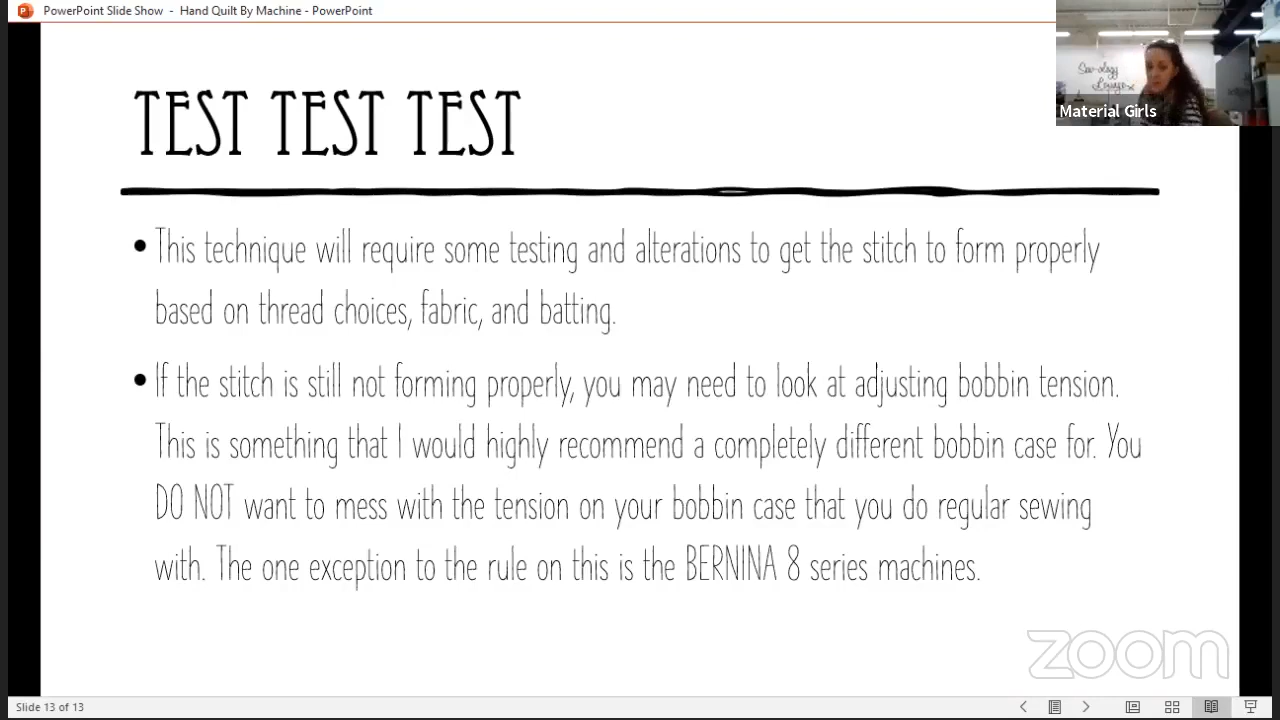 PowerPoint Slide Show - Hand Quilt By Machine - PowerPoint
Sew-ology
Lounge
Material Girls
TEST TEST TEST
• This technique will require some testing and alterations to get the stitch to form properly
based on thread choices, fabric, and batting.
• If the stitch is still not forming properly, you may need to look at adjusting bobbin tension.
This is something that I would highly recommend a completely different bobbin case for. You
DO NOT want to mess with the tension on your bobbin case that you do regular sewing
with. The one exception to the rule on this is the BERNINA 8 series machines.
zoom
Slide 13 of 13